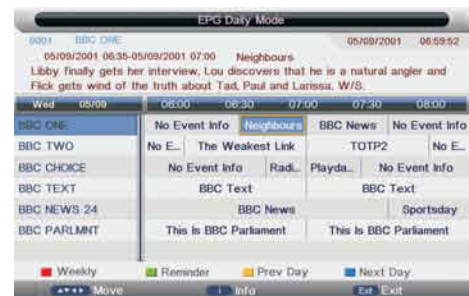 EPG Daily Mode
0001 BBC ONE 05/09/2001 06:59:52
05/09/2001 06:35-05/09/2001 07:00 Neighbours
Libby finally gets her interview, Lou discovers that he is a natural angler and
Flick gets wind of the truth about Tad, Paul and Larissa. W/S.
Wed 05/09 06:00 06:30 07:00 07:30 08:00
BBC ONE No Event Info Neighbours BBC News No Event Info
BBC TWO No E... The Weakest Link TOTP2 No E...
BBC CHOICE No Event Info Radi... Playda... No Event Info
BBC TEXT BBC Text BBC Text
BBC NEWS 24 BBC News Sportsday
BBC PARLMNT This Is BBC Parliament This Is BBC Parliament
Weekly Reminder Prev Day Next Day
Move i Info Exit Exit